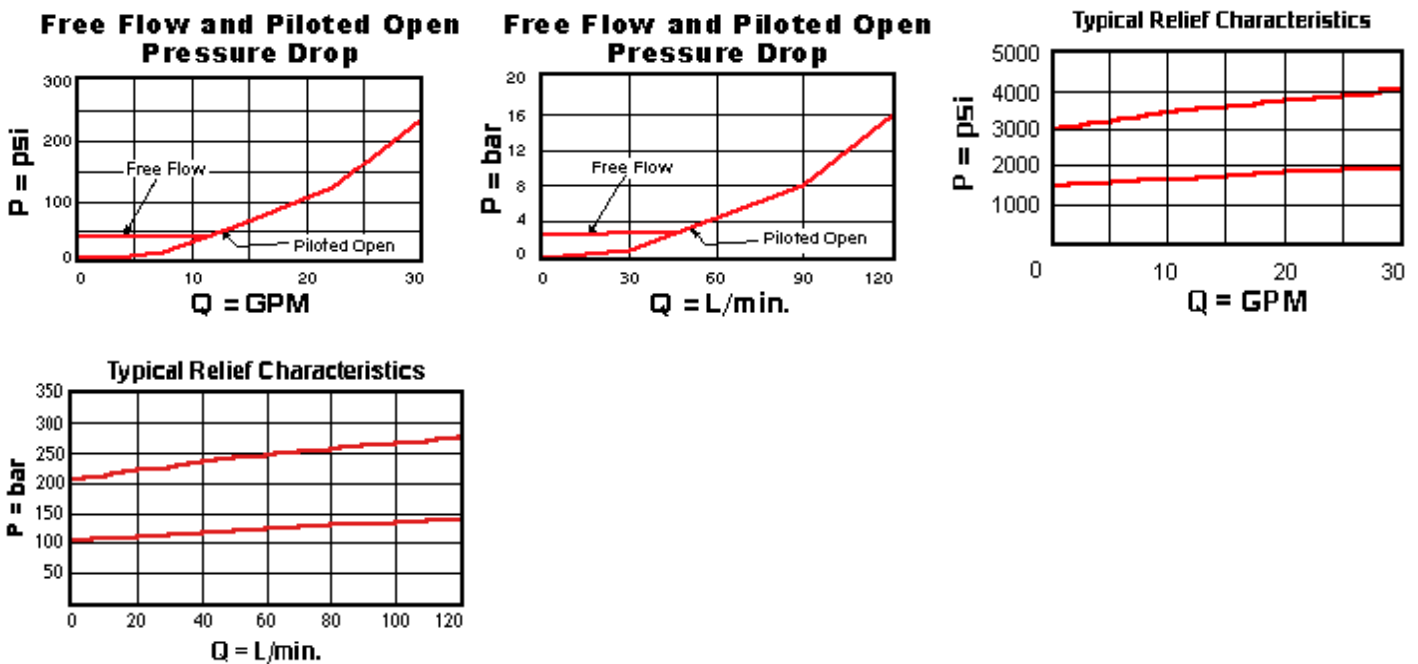 Free Flow and Piloted Open
Pressure Drop
300
200
100
0
P = psi
Free Flow
Piloted Open
0 10 20 30
Q = GPM
Free Flow and Piloted Open
Pressure Drop
20
16
12
8
4
0
P = bar
Free Flow
Piloted Open
0 30 60 90 120
Q = L/min.
Typical Relief Characteristics
5000
4000
3000
2000
1000
P = psi
0 10 20 30
Q = GPM
Typical Relief Characteristics
350
300
250
200
150
100
50
P = bar
0 20 40 60 80 100 120
Q = L/min.